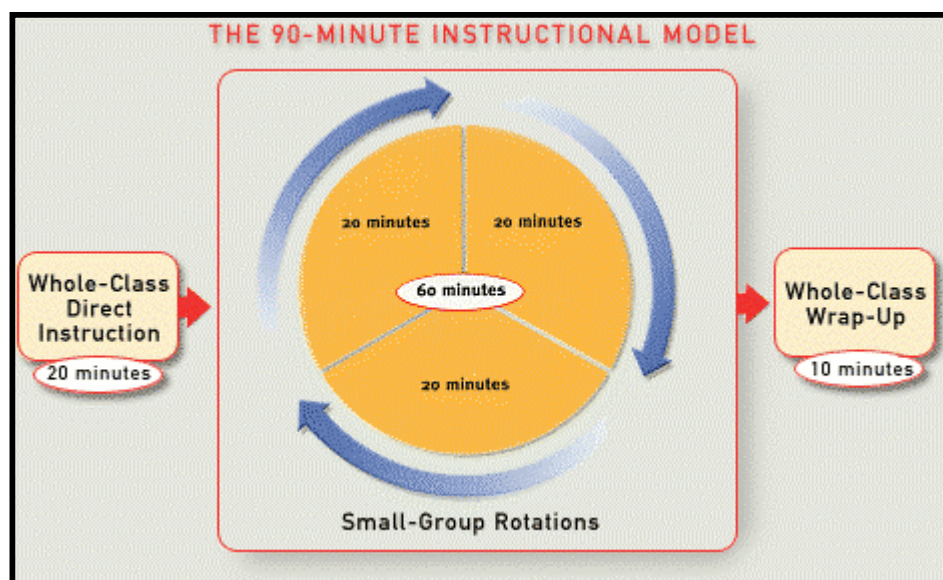 THE 90-MINUTE INSTRUCTIONAL MODEL
Whole-Class
Direct
Instruction
20 minutes
20 minutes
20 minutes
60 minutes
20 minutes
Small-Group Rotations
Whole-Class
Wrap-Up
10 minutes